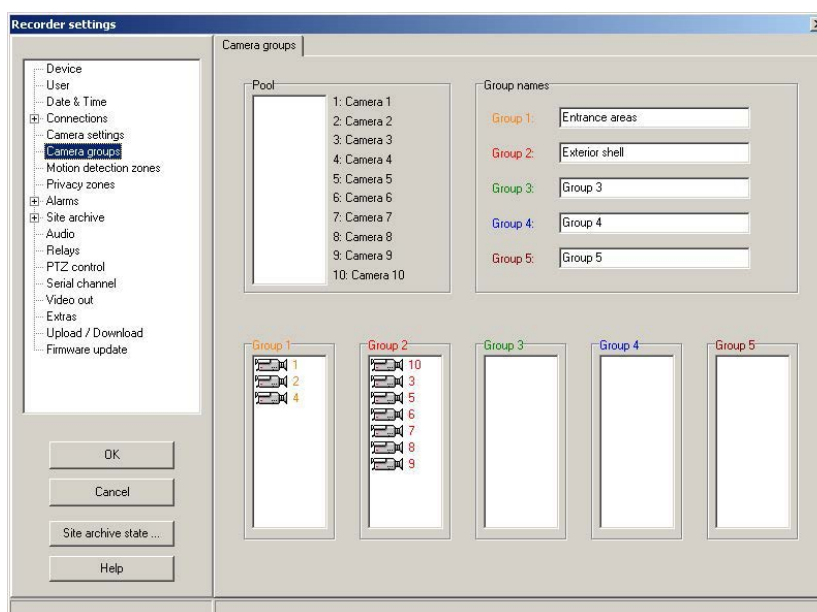 Recorder settings
Device
User
Date & Time
Connections
Camera settings
Camera groups
Motion detection zones
Privacy zones
Alarms
Site archive
Audio
Relays
PTZ control
Serial channel
Video out
Extras
Upload / Download
Firmware update
OK
Cancel
Site archive state ...
Help
Camera groups
Pool
1: Camera 1
2: Camera 2
3: Camera 3
4: Camera 4
5: Camera 5
6: Camera 6
7: Camera 7
8: Camera 8
9: Camera 9
10: Camera 10
Group names
Group 1: Entrance areas
Group 2: Exterior shell
Group 3: Group 3
Group 4: Group 4
Group 5: Group 5
Group 1
1
2
4
Group 2
10
3
5
6
7
8
9
Group 3
Group 4
Group 5